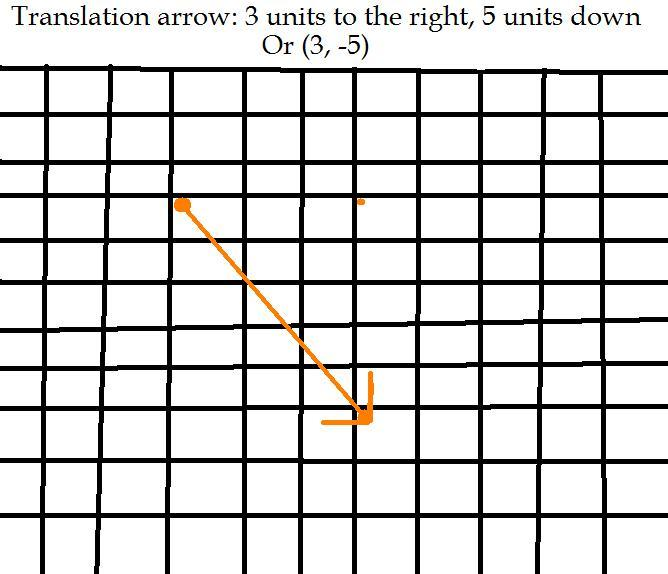 Translation arrow: 3 units to the right, 5 units down
Or (3, -5)